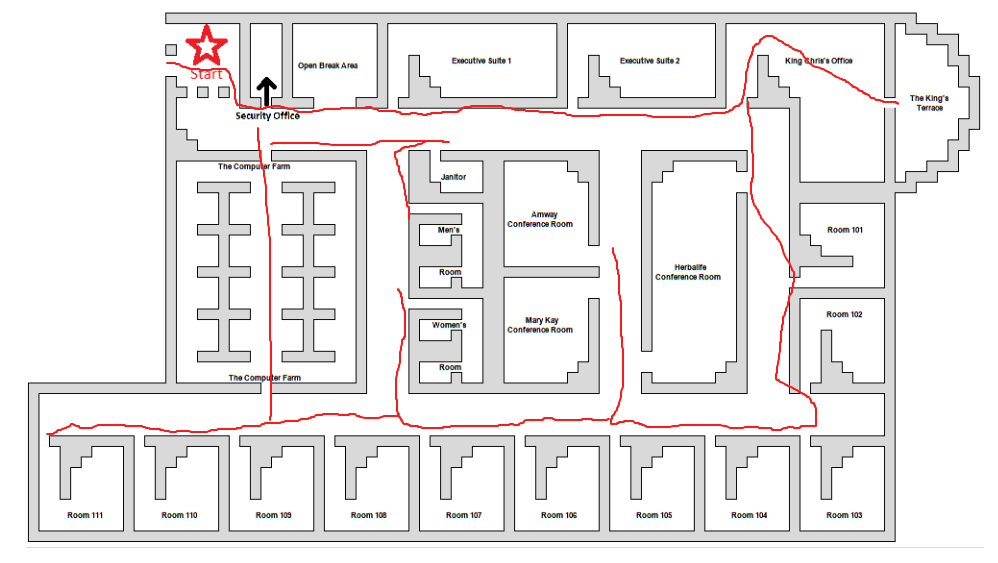 Start
Open Break Area
Executive Suite 1
Executive Suite 2
King Chris's Office
The King's
Terrace
Security Office
The Computer Farm
Janitor
Men's
Room
Women's
Room
Amway
Conference Room
Mary Kay
Conference Room
Herbalife
Conference Room
Room 101
Room 102
The Computer Farm
Room 111
Room 110
Room 109
Room 108
Room 107
Room 106
Room 105
Room 104
Room 103